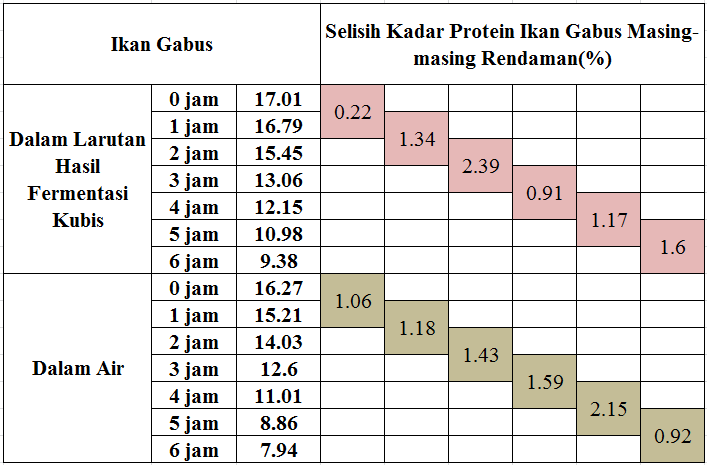 Ikan Gabus
Selisih Kadar Protein Ikan Gabus Masing-
masing Rendaman(%)
Dalam Larutan
Hasil
Fermentasi
Kubis
0 jam 17.01
1 jam 16.79
2 jam 15.45
3 jam 13.06
4 jam 12.15
5 jam 10.98
6 jam 9.38
0.22
1.34
2.39
0.91
1.17
1.6
Dalam Air
0 jam 16.27
1 jam 15.21
2 jam 14.03
3 jam 12.6
4 jam 11.01
5 jam 8.86
6 jam 7.94
1.06
1.18
1.43
1.59
2.15
0.92